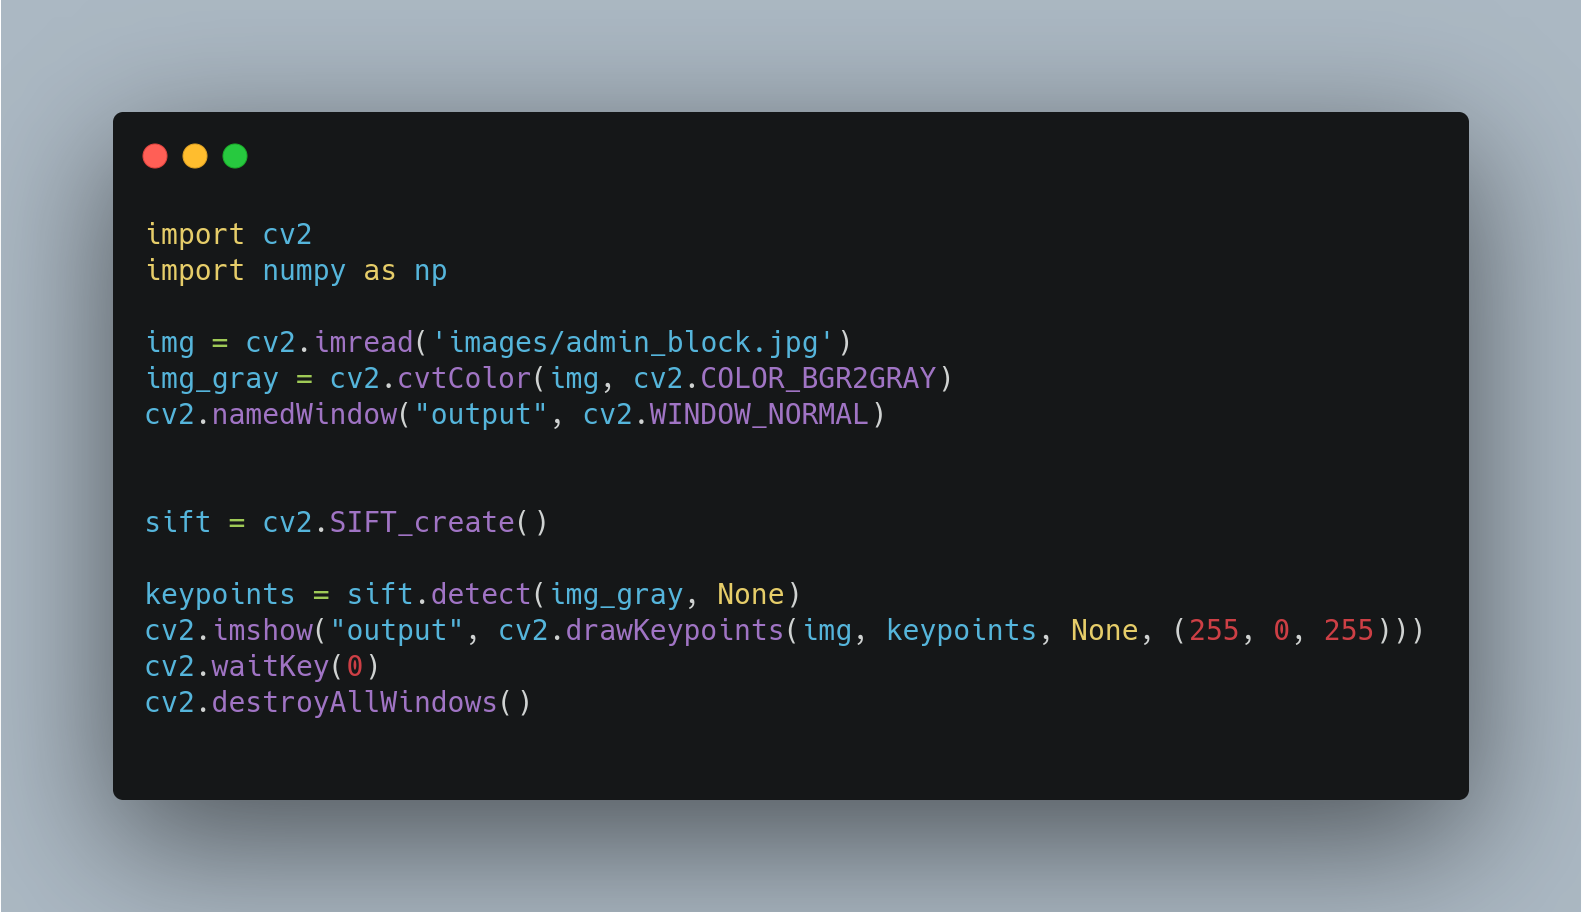 import cv2
import numpy as np
img = cv2.imread('images/admin_block.jpg')
img_gray = cv2.cvtColor(img, cv2.COLOR_BGR2GRAY)
cv2.namedWindow("output", cv2.WINDOW_NORMAL)
sift = cv2.SIFT_create()
keypoints = sift.detect(img_gray, None)
cv2.imshow("output", cv2.drawKeypoints(img, keypoints, None, (255, 0, 255)))
cv2.waitKey(0)
cv2.destroyAllWindows()